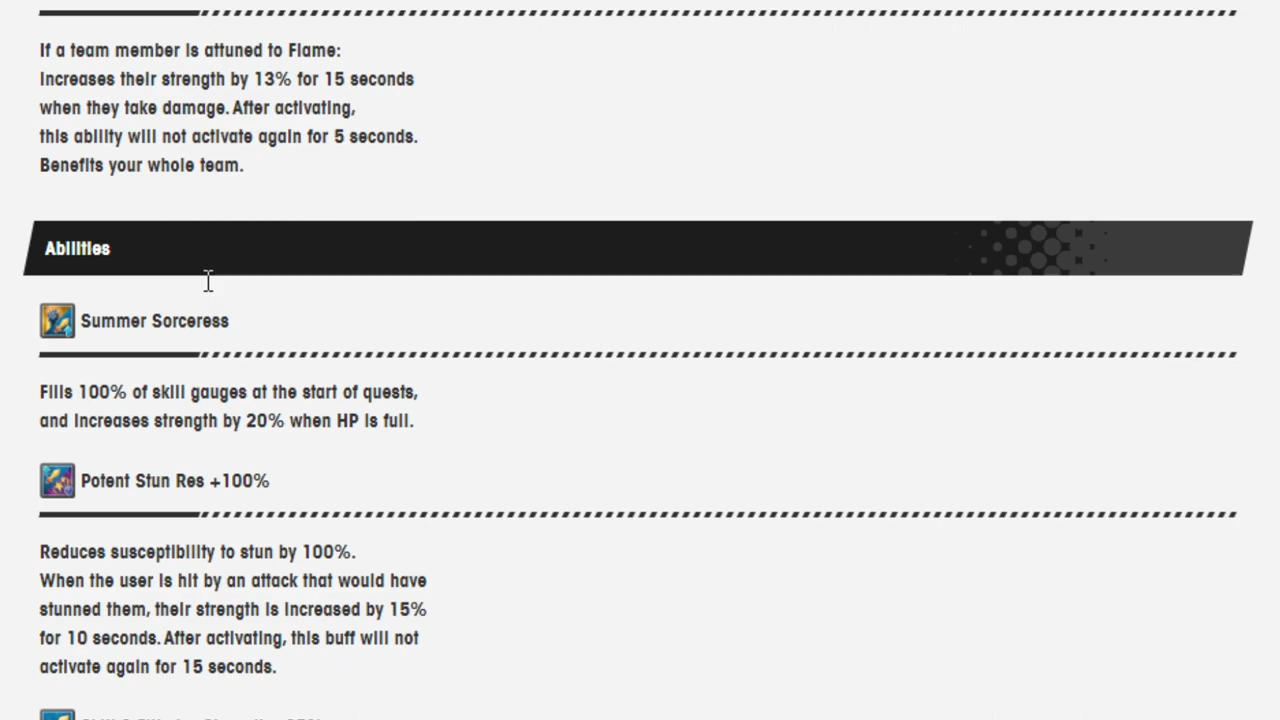 If a team member is attuned to Flame:
Increases their strength by 13% for 15 seconds
when they take damage. After activating,
this ability will not activate again for 5 seconds.
Benefits your whole team.
Abilities
Summer Sorceress
Fills 100% of skill gauges at the start of quests,
and increases strength by 20% when HP is full.
Potent Stun Res +100%
Reduces susceptibility to stun by 100%.
When the user is hit by an attack that would have
stunned them, their strength is increased by 15%
for 10 seconds. After activating, this buff will not
activate again for 15 seconds.